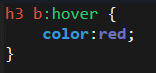 h3 b:hover {
    color:red;
}